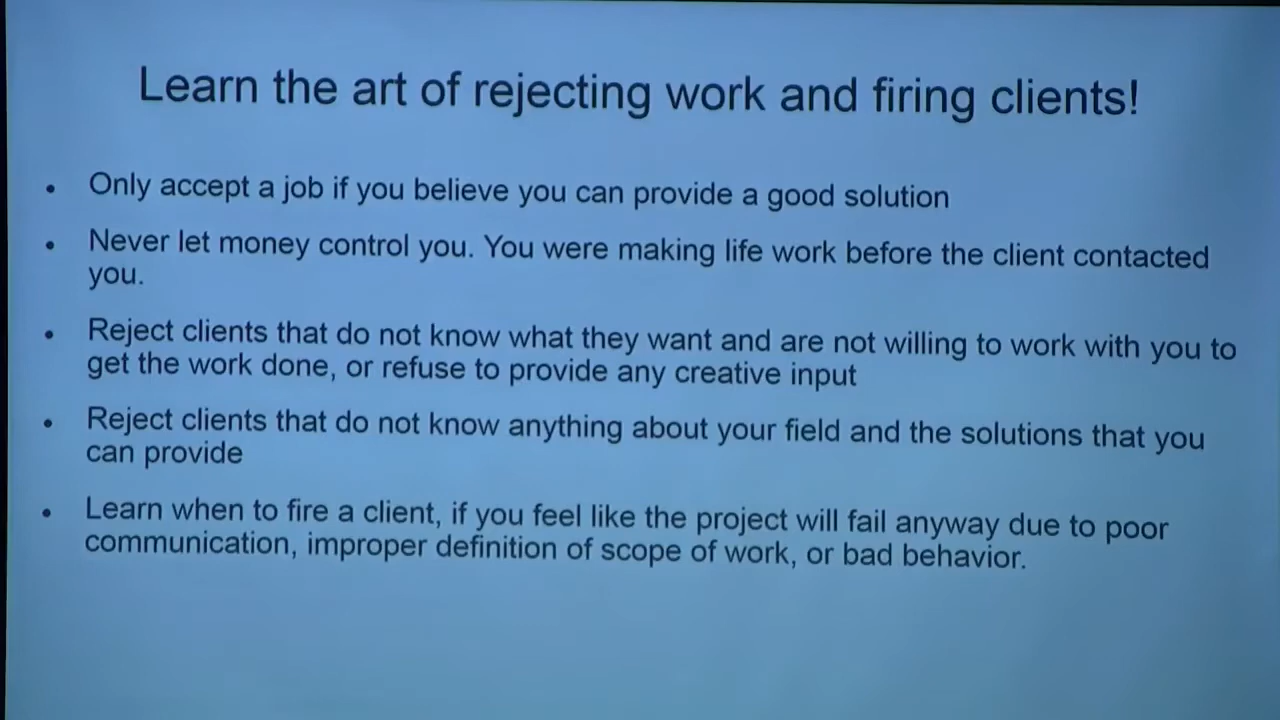 Learn the art of rejecting work and firing clients!
• Only accept a job if you believe you can provide a good solution
• Never let money control you. You were making life work before the client contacted
you.
• Reject clients that do not know what they want and are not willing to work with you to
get the work done, or refuse to provide any creative input
• Reject clients that do not know anything about your field and the solutions that you
can provide
• Learn when to fire a client, if you feel like the project will fail anyway due to poor
communication, improper definition of scope of work, or bad behavior.